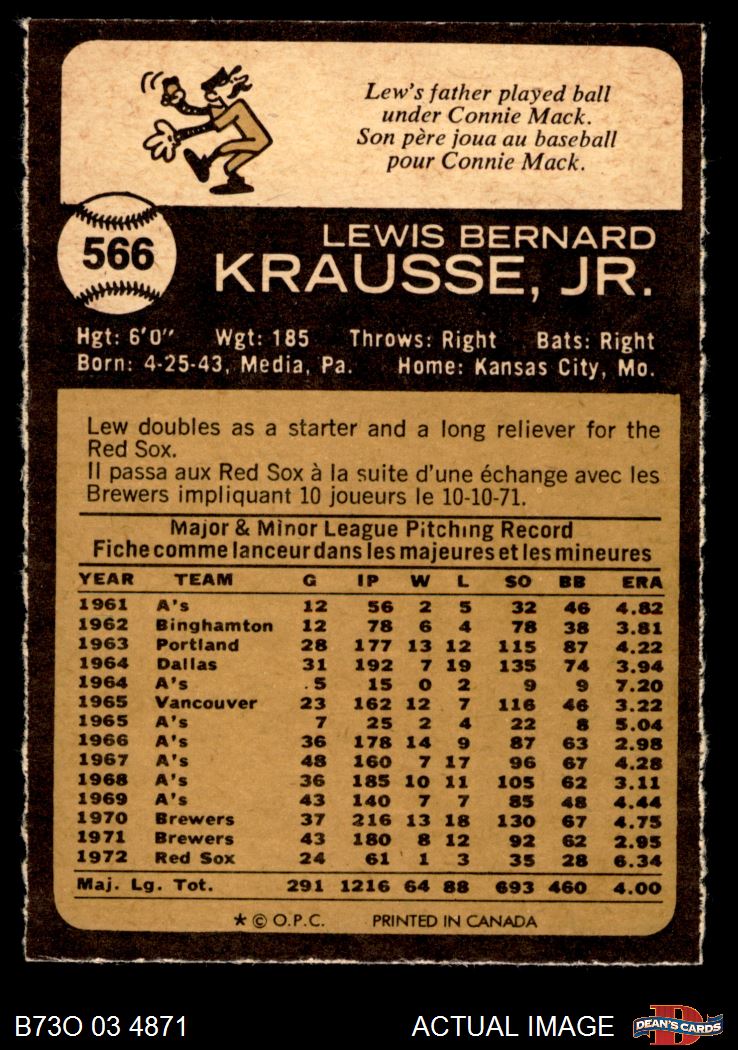 Lew's father played ball
under Connie Mack.
Son père joua au baseball
pour Connie Mack.
566
LEWIS BERNARD
KRAUSSE, JR.
Hgt: 6'0" Wgt: 185 Throws: Right Bats: Right
Born: 4-25-43, Media, Pa. Home: Kansas City, Mo.
Lew doubles as a starter and a long reliever for the
Red Sox.
Il passa aux Red Sox à la suite d'une échange avec les
Brewers impliquant 10 joueurs le 10-10-71.
Major & Minor League Pitching Record
Fiche comme lanceur dans les majeures et les mineures
YEAR TEAM G IP W L SO BB ERA
1961 A's 12 56 2 5 32 46 4.82
1962 Binghamton 12 78 6 4 78 38 3.81
1963 Portland 28 177 13 12 115 87 4.22
1964 Dallas 31 192 7 19 135 74 3.94
1964 A's 5 15 0 2 9 9 7.20
1965 Vancouver 23 162 12 7 116 46 3.22
1965 A's 7 25 2 4 22 8 5.04
1966 A's 36 178 14 9 87 63 2.98
1967 A's 48 160 7 17 96 67 4.28
1968 A's 36 185 10 11 105 62 3.11
1969 A's 43 140 7 7 85 48 4.44
1970 Brewers 37 216 13 18 130 67 4.75
1971 Brewers 43 180 8 12 92 62 2.95
1972 Red Sox 24 61 1 3 35 28 6.34
Maj. Lg. Tot. 291 1216 64 88 693 460 4.00
* © O.P.C. PRINTED IN CANADA
B73O 03 4871 ACTUAL IMAGE D DEAN'S CARDS